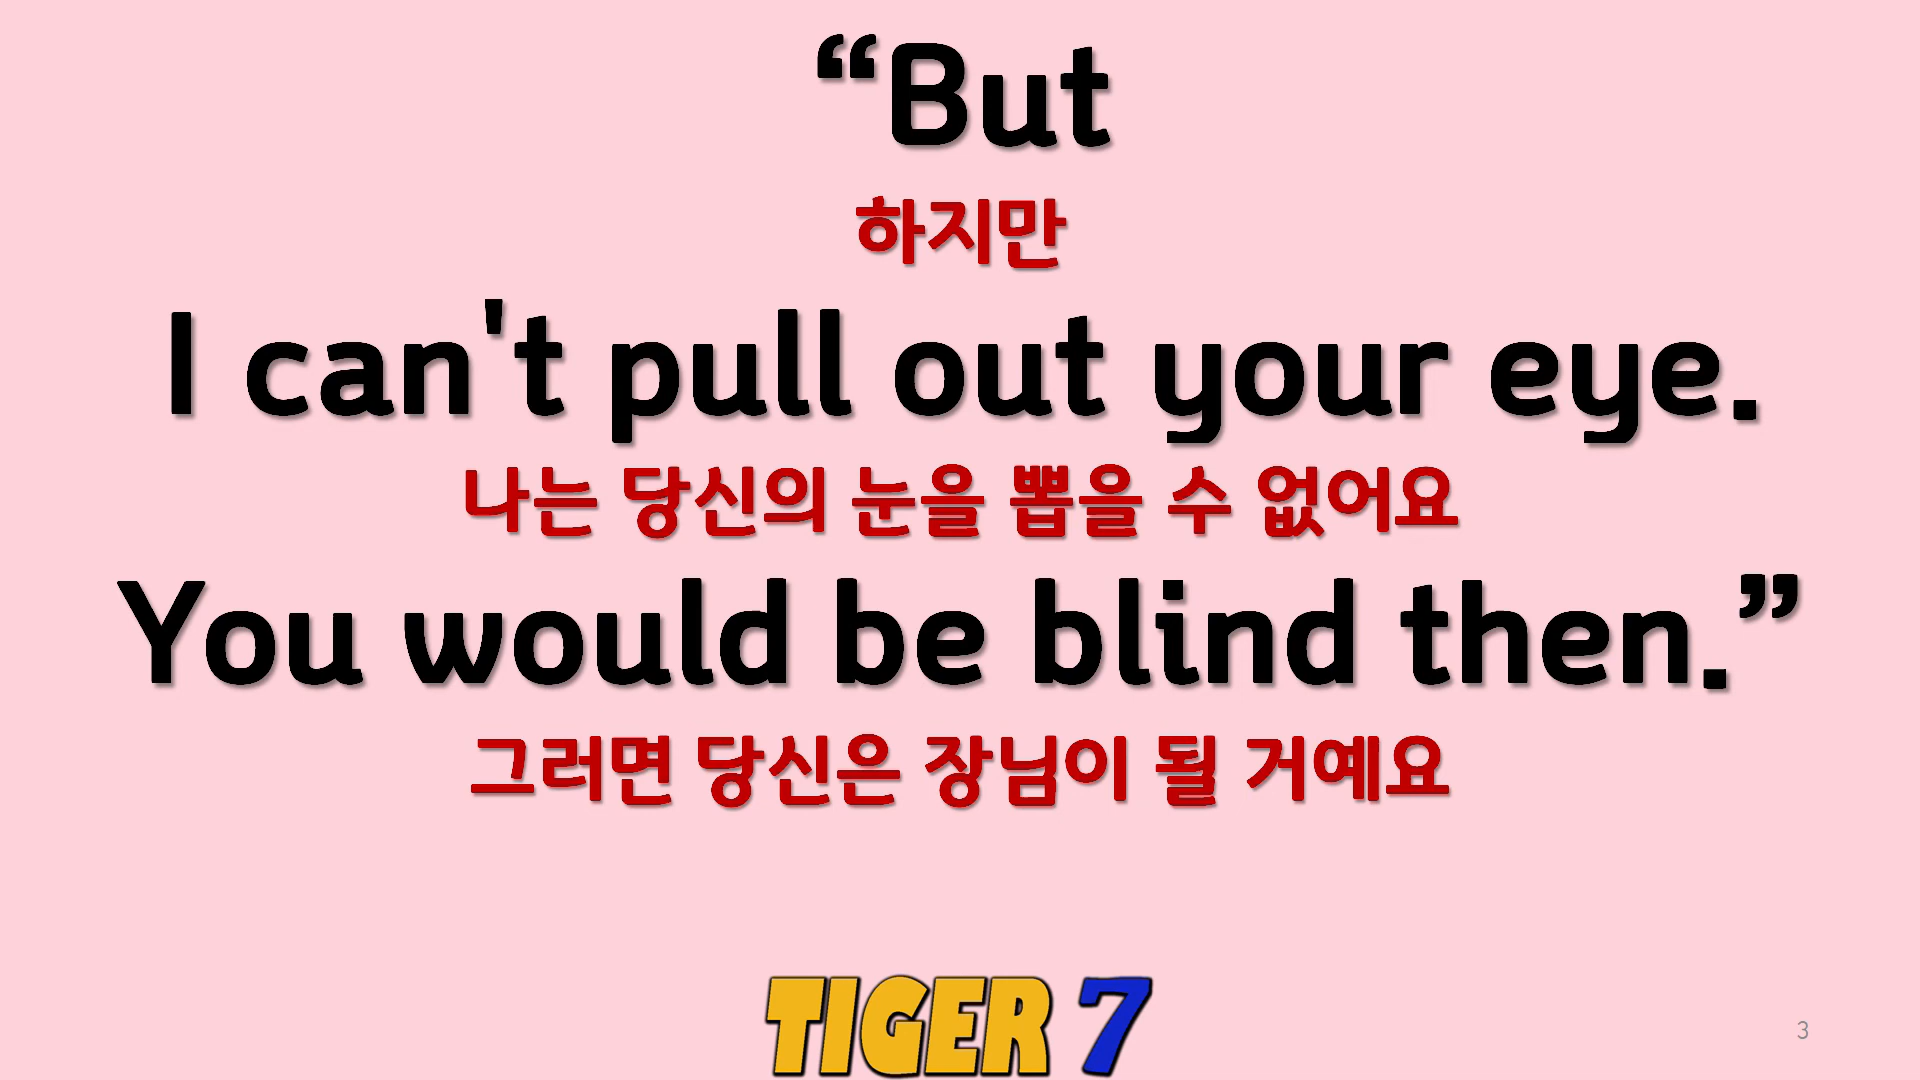 “But
하지만
I can't pull out your eye.
나는 당신의 눈을 뽑을 수 없어요
You would be blind then.”
그러면 당신은 장님이 될 거예요
TIGER 7
3